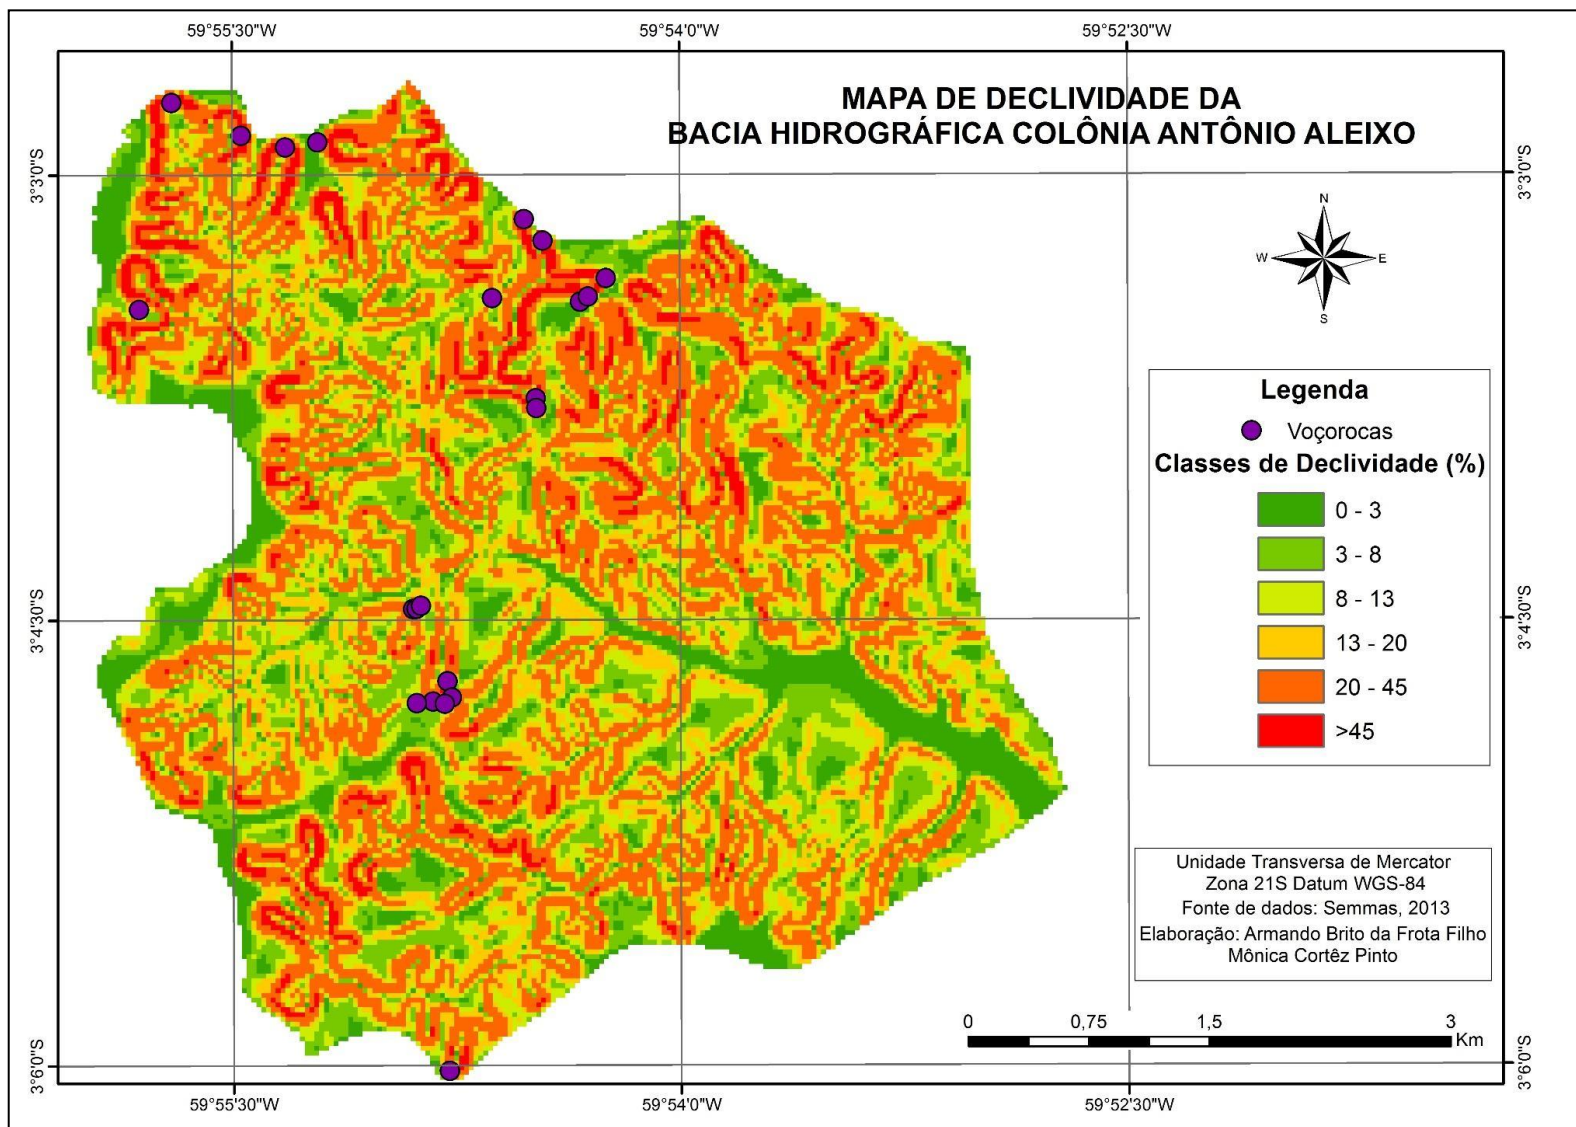 59°55'30"W
59°54'0"W
59°52'30"W
MAPA DE DECLIVIDADE DA
BACIA HIDROGRÁFICA COLÔNIA ANTÔNIO ALEIXO
3°3'0"S
3°3'0"S
N
W
E
S
Legenda
Voçorocas
Classes de Declividade (%)
0 - 3
3 - 8
8 - 13
13 - 20
20 - 45
>45
3°4'30"S
3°4'30"S
Unidade Transversa de Mercator
Zona 21S Datum WGS-84
Fonte de dados: Semmas, 2013
Elaboração: Armando Brito da Frota Filho
Mônica Cortêz Pinto
0 0,75 1,5 3
Km
3°6'0"S
3°6'0"S
59°55'30"W
59°54'0"W
59°52'30"W